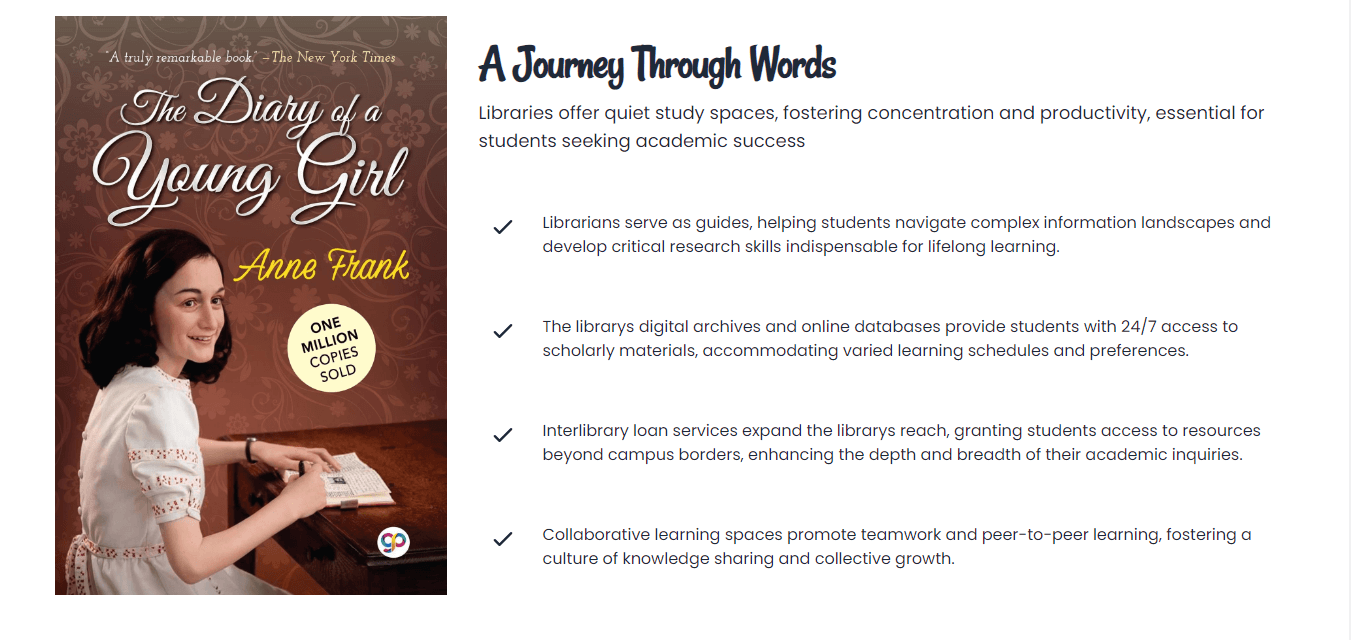 "A truly remarkable book." –The New York Times
The Diary of a
Young Girl
Anne Frank
ONE
MILLION
COPIES
SOLD
gp
A Journey Through Words
Libraries offer quiet study spaces, fostering concentration and productivity, essential for
students seeking academic success
Librarians serve as guides, helping students navigate complex information landscapes and
develop critical research skills indispensable for lifelong learning.
The librarys digital archives and online databases provide students with 24/7 access to
scholarly materials, accommodating varied learning schedules and preferences.
Interlibrary loan services expand the librarys reach, granting students access to resources
beyond campus borders, enhancing the depth and breadth of their academic inquiries.
Collaborative learning spaces promote teamwork and peer-to-peer learning, fostering a
culture of knowledge sharing and collective growth.